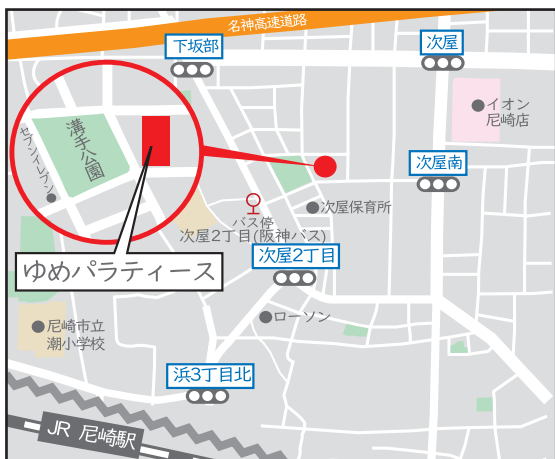 名神高速道路
下坂部
次屋
イオン
尼崎店
溝手公園
セブンイレブン
次屋南
次屋保育所
バス停
次屋2丁目(阪神バス)
次屋2丁目
ゆめパラティース
ローソン
尼崎市立
潮小学校
浜3丁目北
JR 尼崎駅